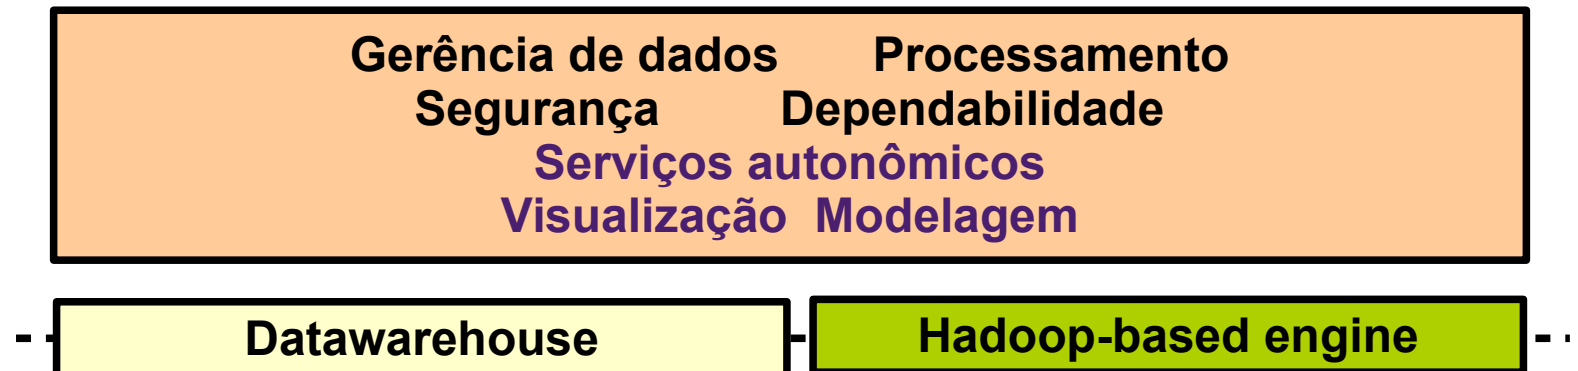 Gerência de dados Processamento
Segurança Dependabilidade
Serviços autonômicos
Visualização Modelagem
Datawarehouse Hadoop-based engine